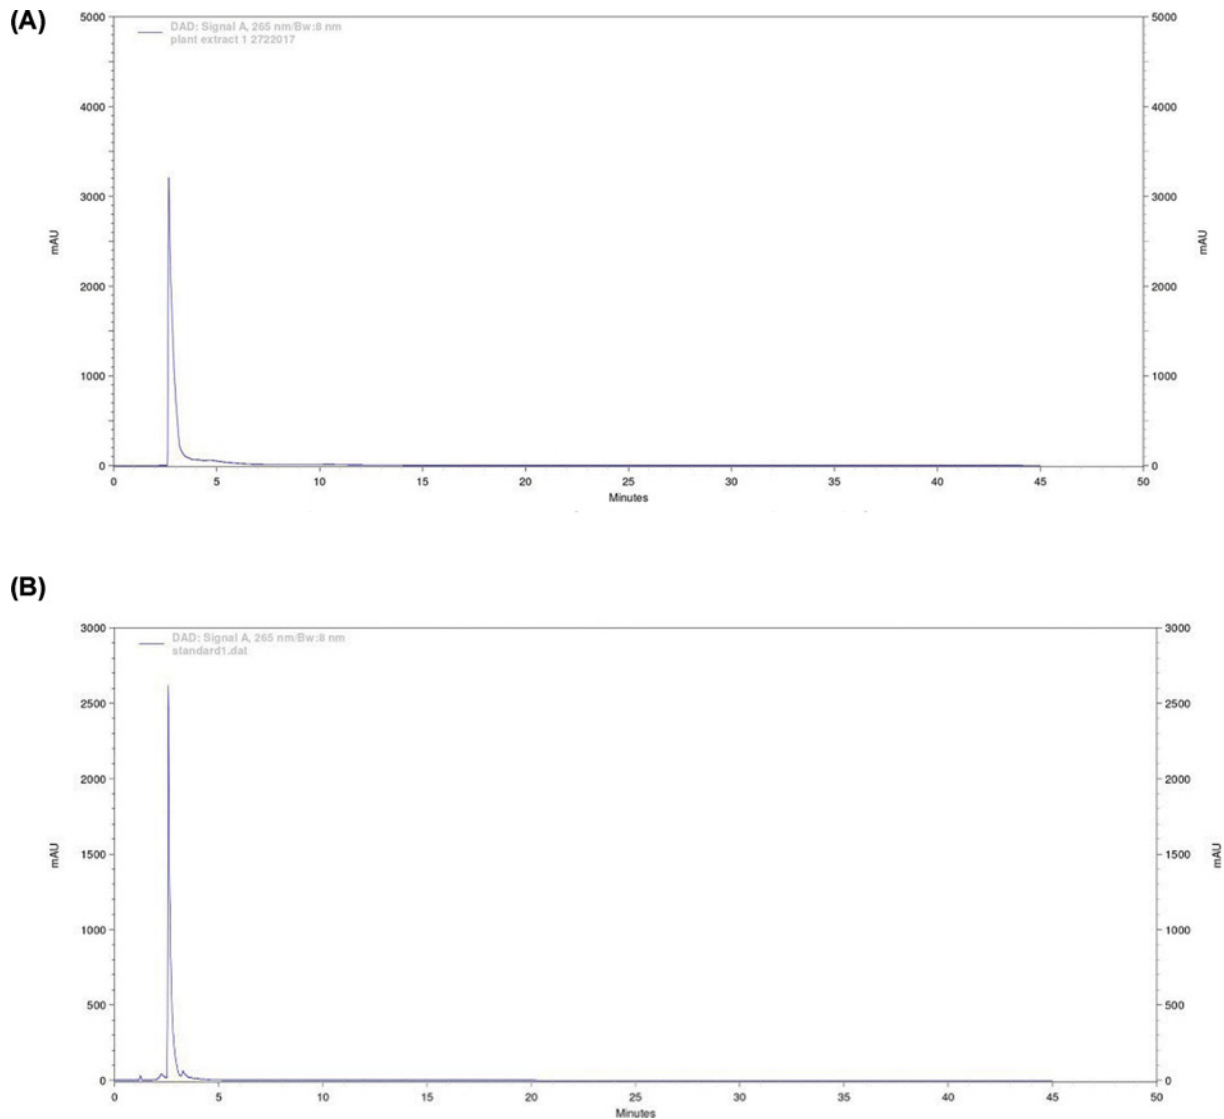 (A)
DAD: Signal A, 265 nm/Bw:8 nm
plant extract 1 2722017
5000 5000
4000 4000
3000 3000
mAU mAU
2000 2000
1000 1000
0 0
0 5 10 15 20 25 30 35 40 45 50
Minutes
(B)
DAD: Signal A, 265 nm/Bw:8 nm
standard1.dat
3000 3000
2500 2500
2000 2000
mAU mAU
1500 1500
1000 1000
500 500
0 0
0 5 10 15 20 25 30 35 40 45 50
Minutes